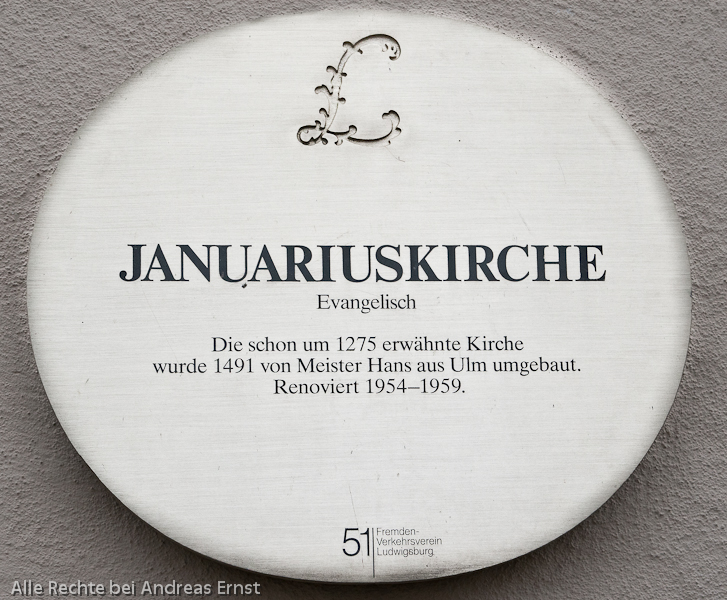 L
JANUARIUSKIRCHE
Evangelisch
Die schon um 1275 erwähnte Kirche
wurde 1491 von Meister Hans aus Ulm umgebaut.
Renoviert 1954–1959.
51
Fremden-
Verkehrsverein
Ludwigsburg
Alle Rechte bei Andreas Ernst